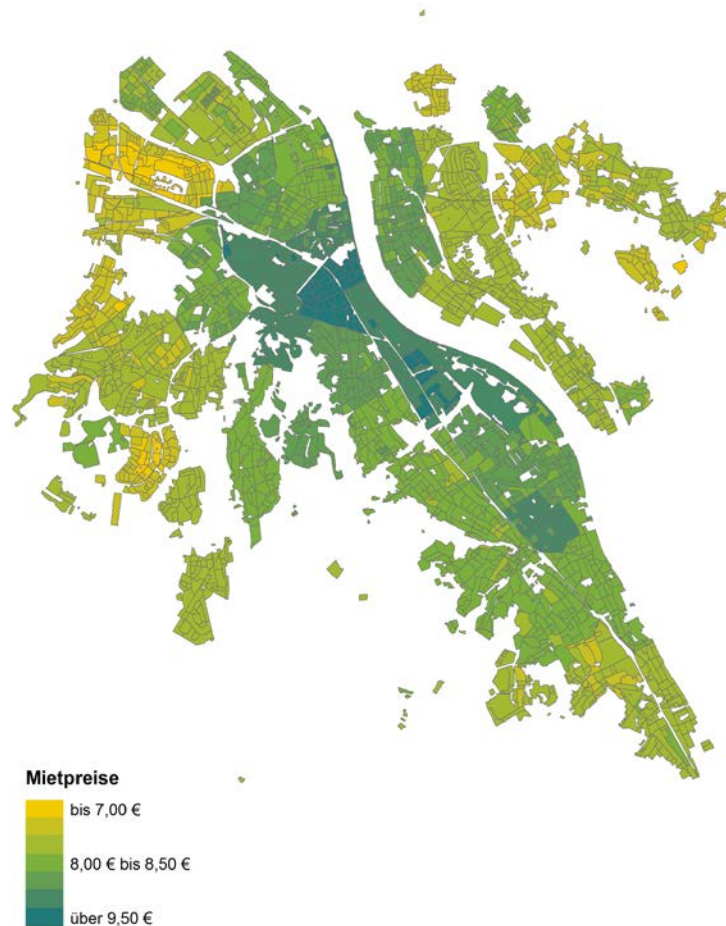 Mietpreise
bis 7,00 €
8,00 € bis 8,50 €
über 9,50 €